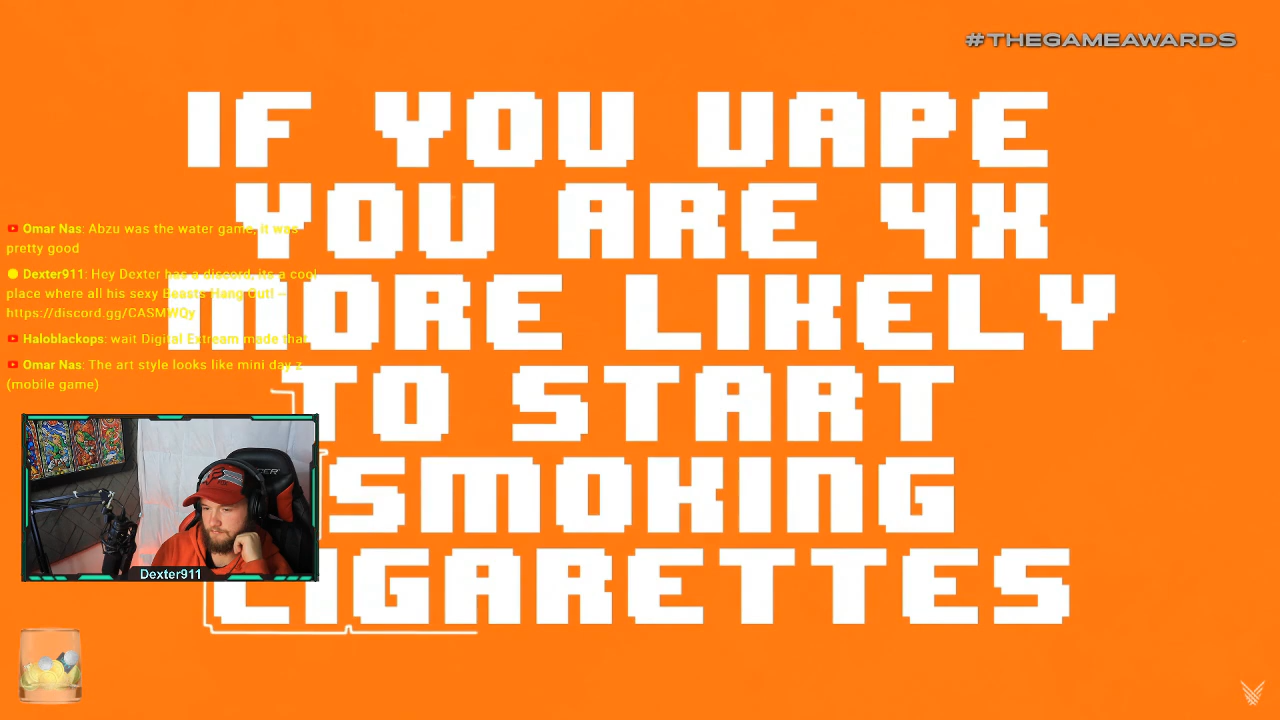 #THEGAMEAWARDS
IF YOU VAPE
YOU ARE 4X
MORE LIKELY
TO START
SMOKING
CIGARETTES
Omar Nas: Abzu was the water game, it was
pretty good
Dexter911: Hey Dexter has a discord, its a cool
place where all his sexy Beasts Hang Out! --
https://discord.gg/CASMWQy
Haloblackops: wait Digital Extream made that
Omar Nas: The art style looks like mini day z
(mobile game)
Dexter911